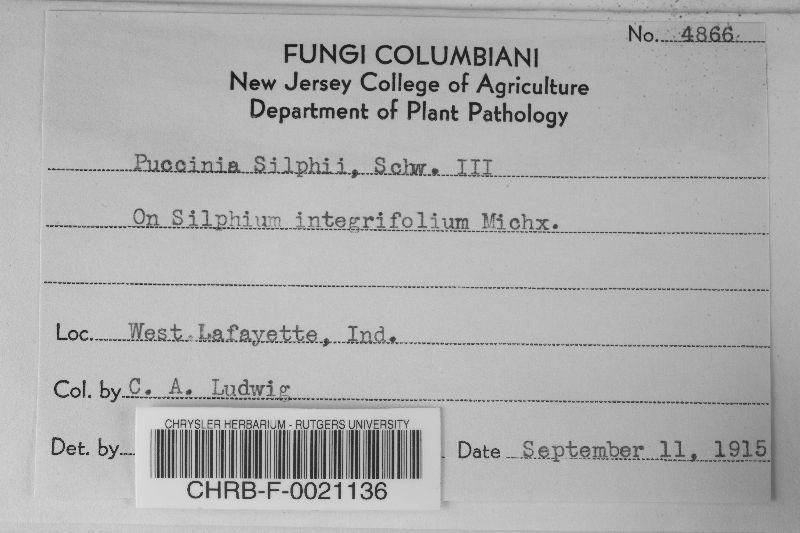 No. 4866
FUNGI COLUMBIANI
New Jersey College of Agriculture
Department of Plant Pathology
Puccinia Silphii, Schw. III
On Silphium integrifolium Michx.
Loc. West Lafayette, Ind.
Col. by C. A. Ludwig
Det. by
Date September 11, 1915
CHRYSLER HERBARIUM - RUTGERS UNIVERSITY
CHRB-F-0021136